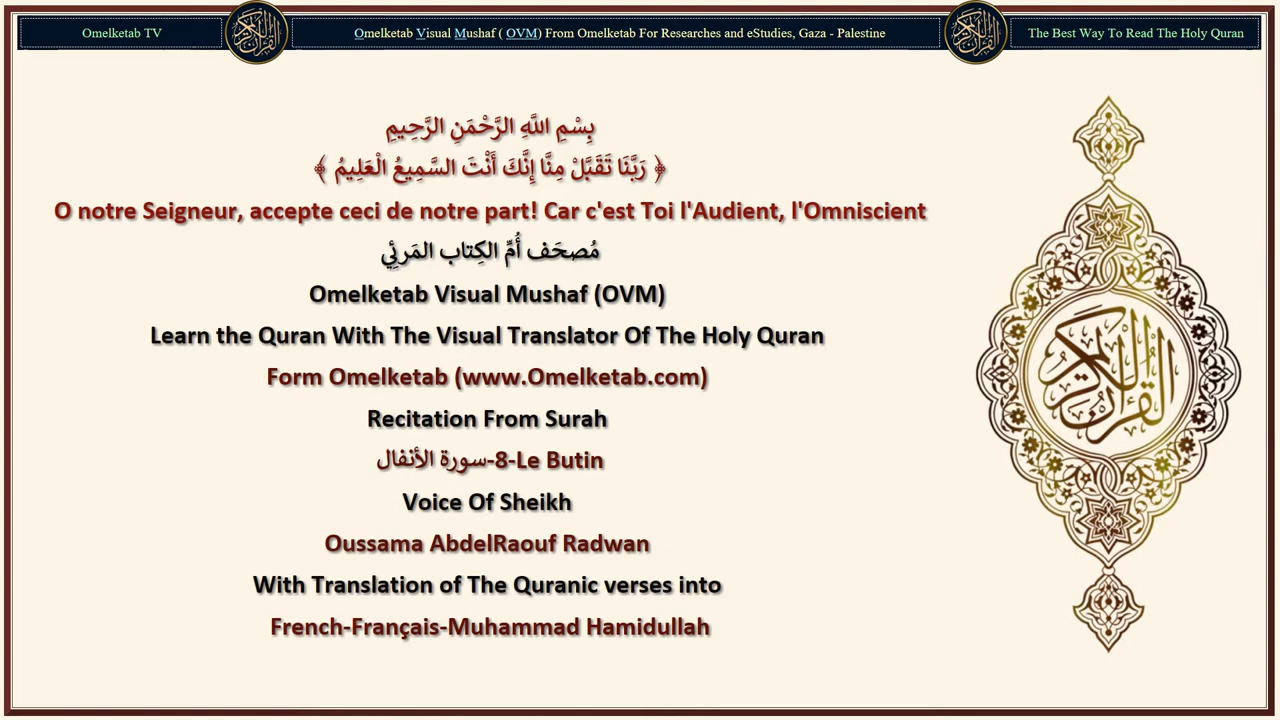 Omelketab TV
Omelketab Visual Mushaf ( OVM) From Omelketab For Researches and eStudies, Gaza - Palestine
The Best Way To Read The Holy Quran
بِسْمِ اللَّهِ الرَّحْمَنِ الرَّحِيمِ
﴿ رَبَّنَا تَقَبَّلْ مِنَّا إِنَّكَ أَنْتَ السَّمِيعُ الْعَلِيمُ ﴾
O notre Seigneur, accepte ceci de notre part! Car c'est Toi l'Audient, l'Omniscient
مُصحَف أُمِّ الكِتاب المَرئِي
Omelketab Visual Mushaf (OVM)
Learn the Quran With The Visual Translator Of The Holy Quran
Form Omelketab (www.Omelketab.com)
Recitation From Surah
سورة الأنفال-8-Le Butin
Voice Of Sheikh
Oussama AbdelRaouf Radwan
With Translation of The Quranic verses into
French-Français-Muhammad Hamidullah
القرآن الكريم